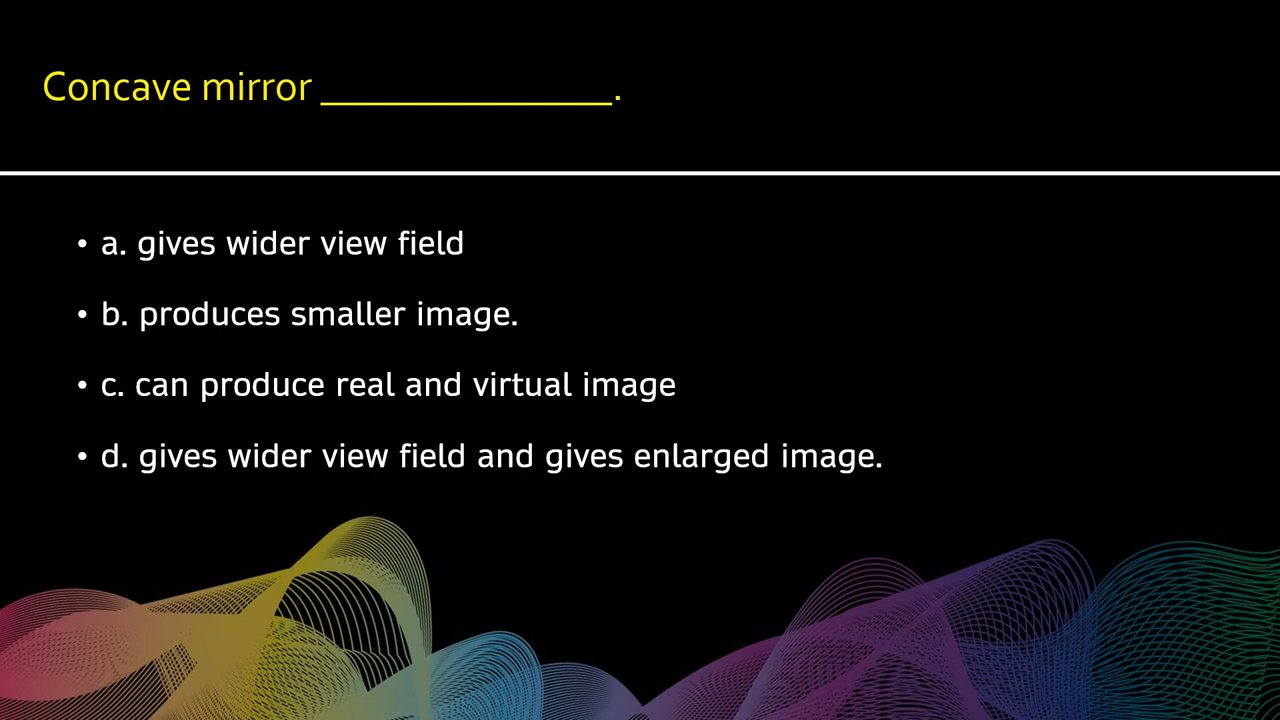 Concave mirror _______________.
• a. gives wider view field
• b. produces smaller image.
• c. can produce real and virtual image
• d. gives wider view field and gives enlarged image.